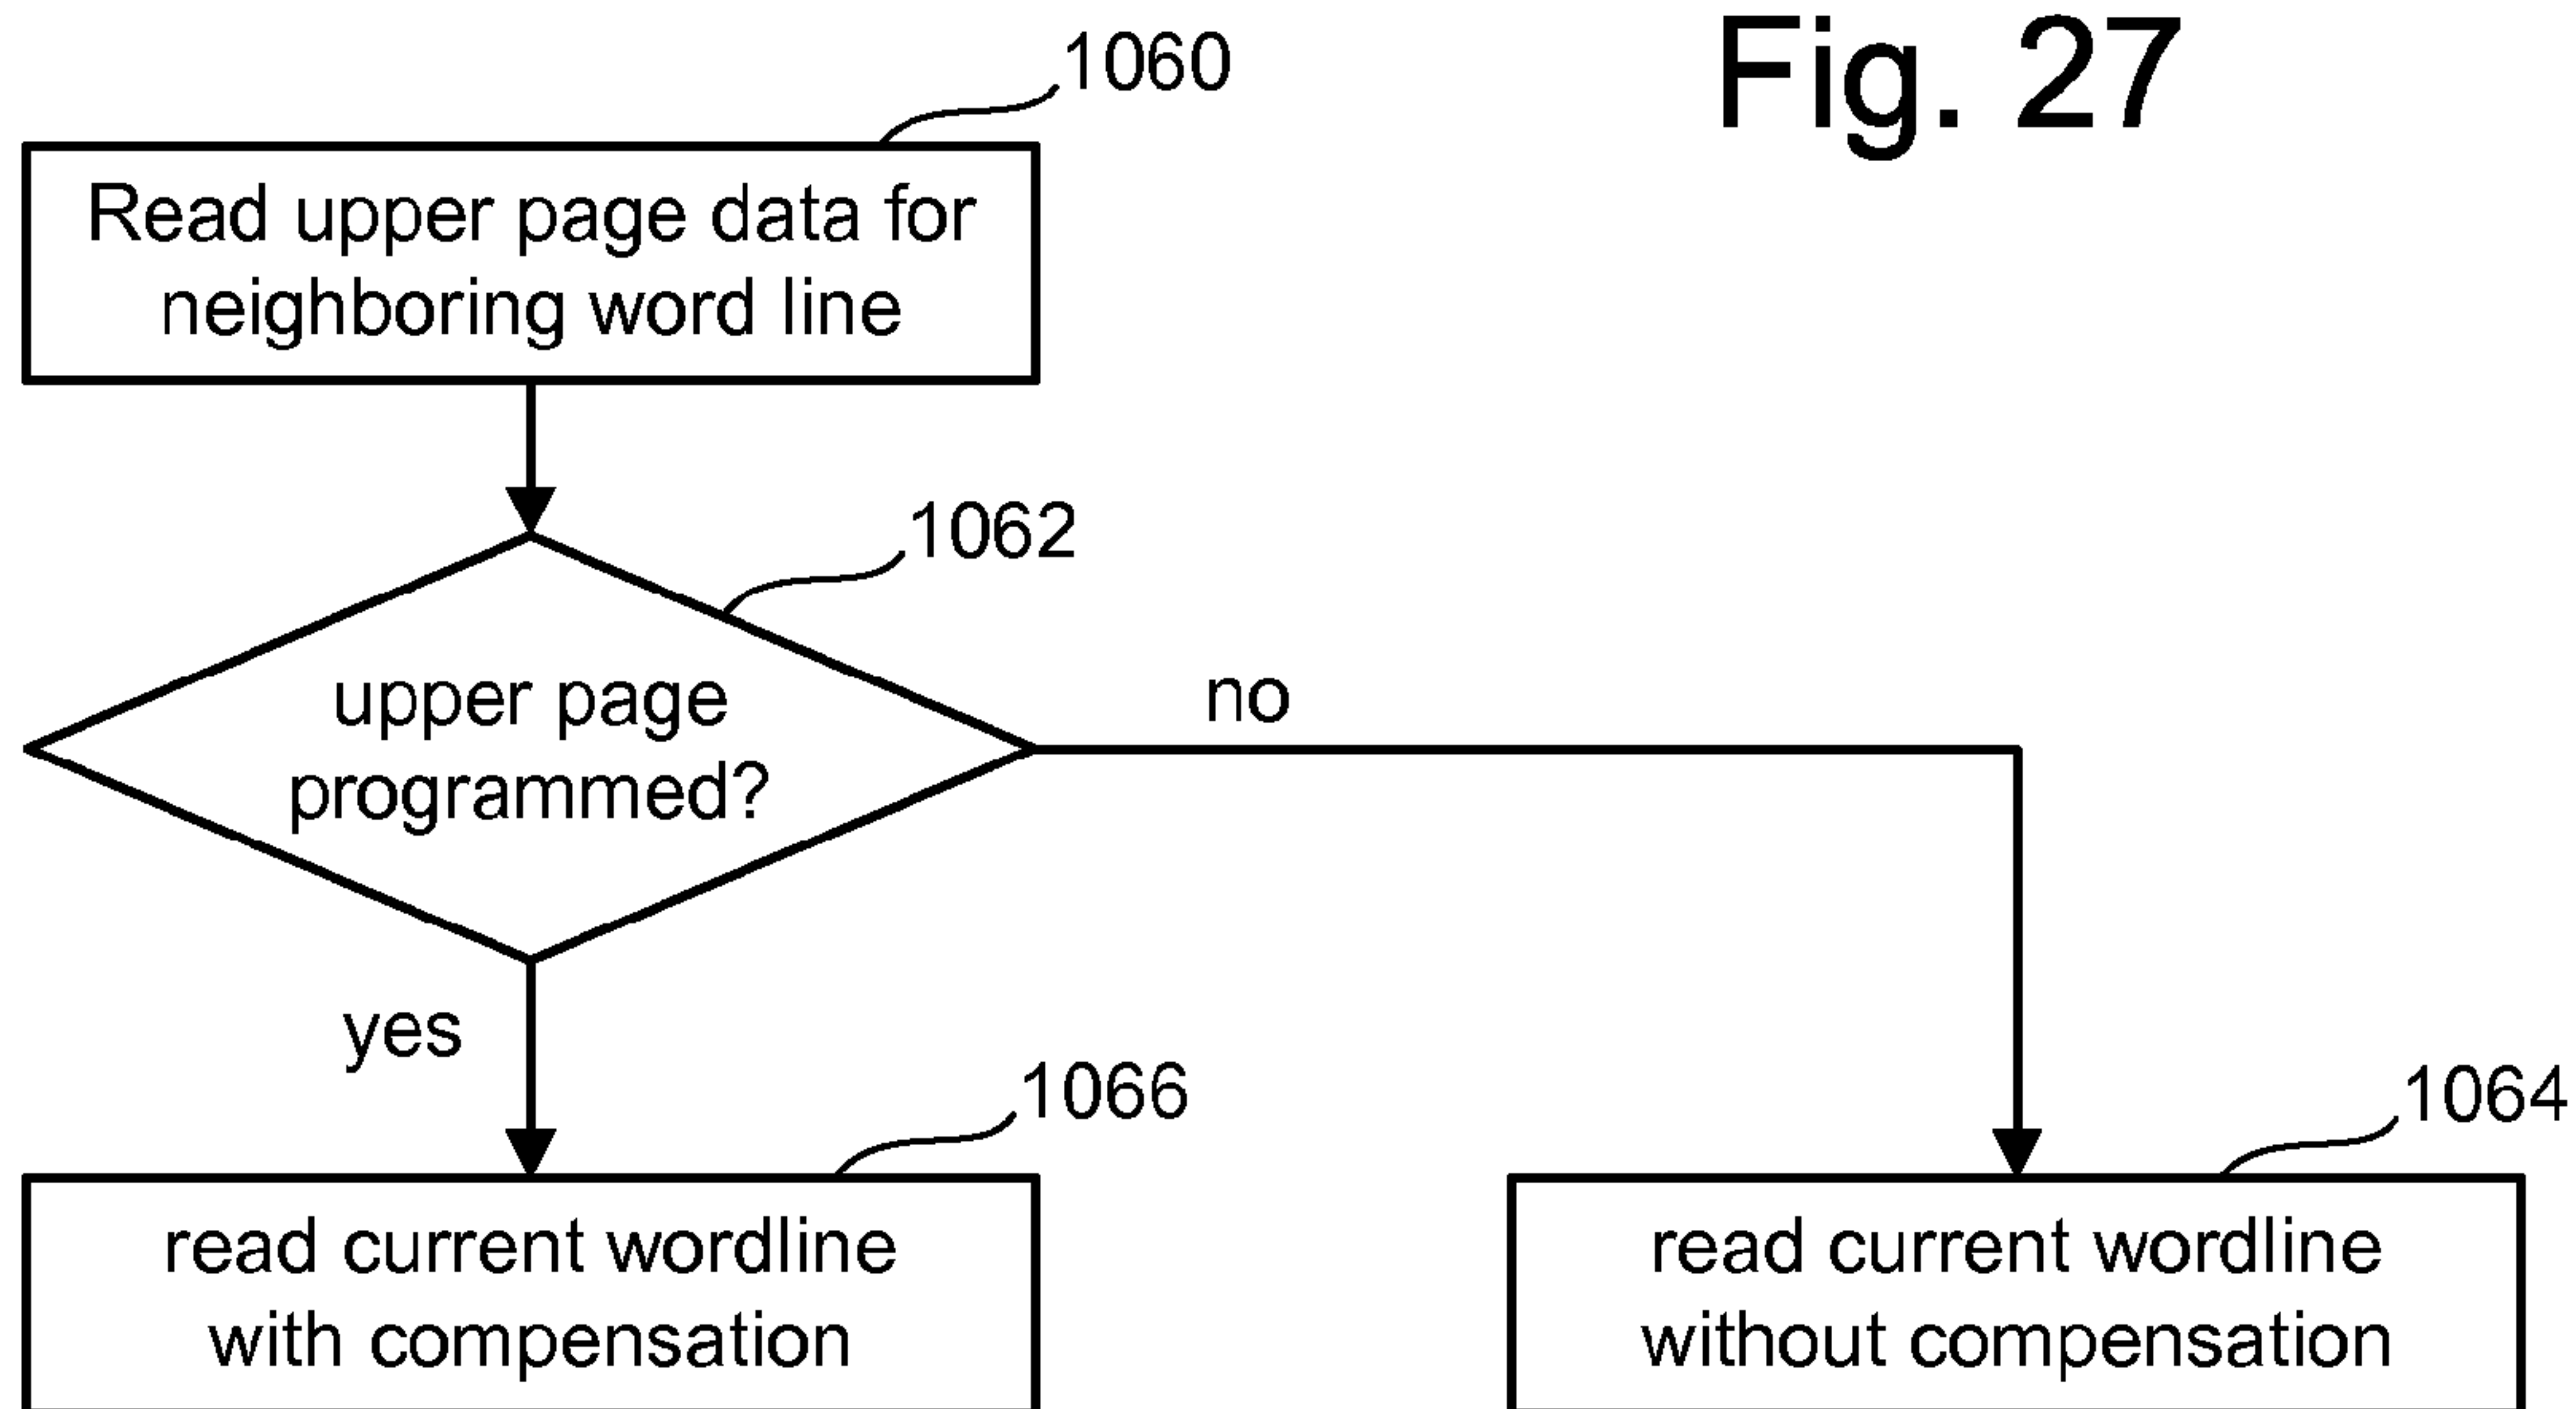 Fig. 27
1060
Read upper page data for
neighboring word line
1062
upper page
programmed?
no
yes
1066
read current wordline
with compensation
1064
read current wordline
without compensation